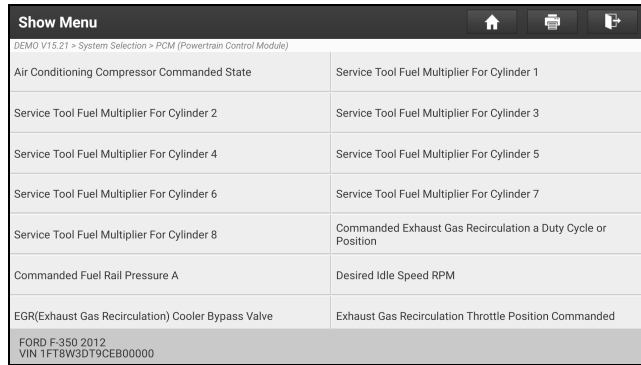 Show Menu
DEMO V15.21 > System Selection > PCM (Powertrain Control Module)
Air Conditioning Compressor Commanded State
Service Tool Fuel Multiplier For Cylinder 1
Service Tool Fuel Multiplier For Cylinder 2
Service Tool Fuel Multiplier For Cylinder 3
Service Tool Fuel Multiplier For Cylinder 4
Service Tool Fuel Multiplier For Cylinder 5
Service Tool Fuel Multiplier For Cylinder 6
Service Tool Fuel Multiplier For Cylinder 7
Service Tool Fuel Multiplier For Cylinder 8
Commanded Exhaust Gas Recirculation a Duty Cycle or
Position
Commanded Fuel Rail Pressure A
Desired Idle Speed RPM
EGR(Exhaust Gas Recirculation) Cooler Bypass Valve
Exhaust Gas Recirculation Throttle Position Commanded
FORD F-350 2012
VIN 1FT8W3DT9CEB00000